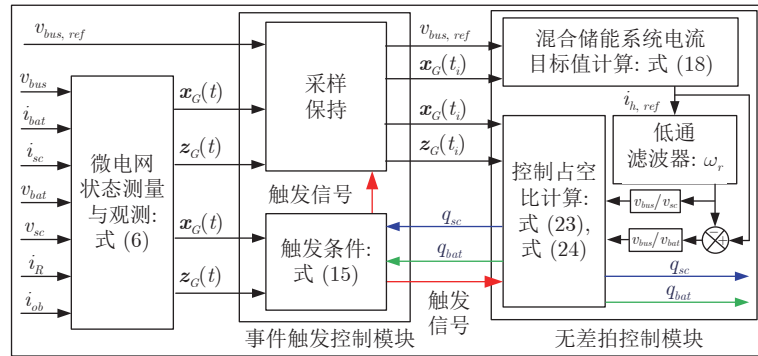 v_{bus, ref}
v_{bus}
i_{bat}
i_{sc}
v_{bat}
v_{sc}
i_R
i_{ob}
微电网
状态测量
与观测:
式 (6)
x_G(t)
z_G(t)
x_G(t)
z_G(t)
采样
保持
触发信号
触发条件:
式 (15)
事件触发控制模块
v_{bus, ref}
x_G(t_i)
x_G(t_i)
z_G(t_i)
q_{sc}
q_{bat}
触发
信号
混合储能系统电流
目标值计算: 式 (18)
i_{h, ref}
低通
滤波器: ω_r
控制占空
比计算:
式 (23),
式 (24)
v_{bus}/v_{sc}
v_{bus}/v_{bat}
− +
q_{sc}
q_{bat}
无差拍控制模块